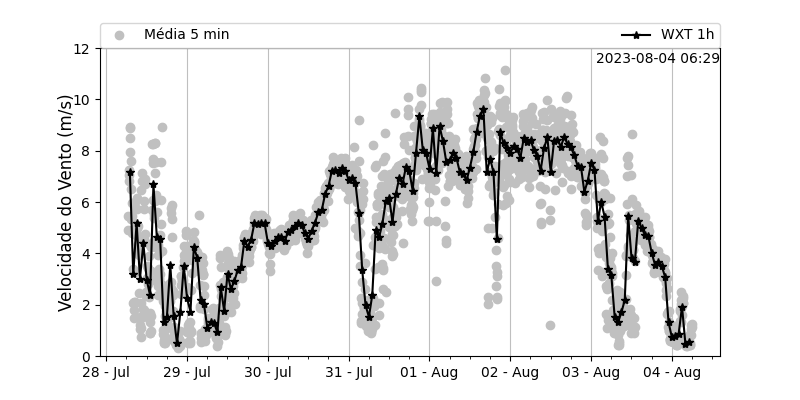 Média 5 min
WXT 1h
2023-08-04 06:29
Velocidade do Vento (m/s)
12
10
8
6
4
2
0
28 - Jul 29 - Jul 30 - Jul 31 - Jul 01 - Aug 02 - Aug 03 - Aug 04 - Aug